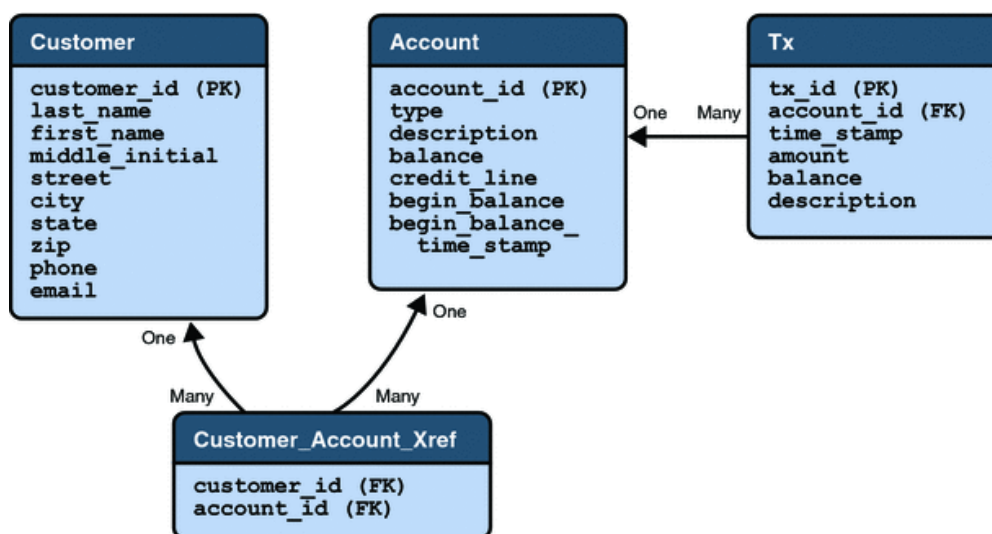 Customer
customer_id (PK)
last_name
first_name
middle_initial
street
city
state
zip
phone
email
Account
account_id (PK)
type
description
balance
credit_line
begin_balance
begin_balance_
time_stamp
Tx
tx_id (PK)
account_id (FK)
time_stamp
amount
balance
description
One
Many
One
One
Many
Many
Customer_Account_Xref
customer_id (FK)
account_id (FK)